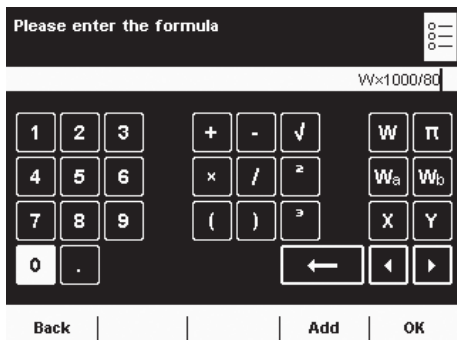 Please enter the formula
W×1000/80
1 2 3 + - √ W π
4 5 6 × / ² Wa Wb
7 8 9 ( ) ³ X Y
0 . ← ◂ ▸
Back Add OK